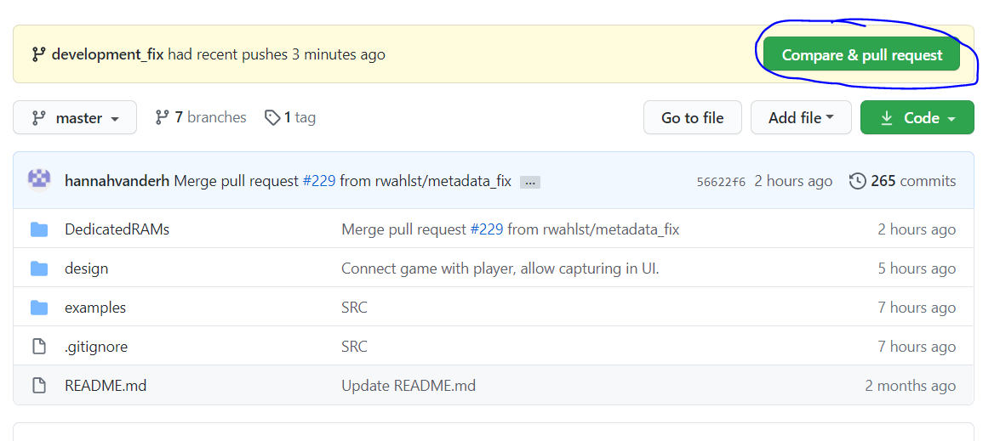 development_fix had recent pushes 3 minutes ago Compare & pull request
master 7 branches 1 tag Go to file Add file Code
hannahvanderh Merge pull request #229 from rwahlst/metadata_fix ... 56622f6 2 hours ago 265 commits
DedicatedRAMs Merge pull request #229 from rwahlst/metadata_fix 2 hours ago
design Connect game with player, allow capturing in UI. 5 hours ago
examples SRC 7 hours ago
.gitignore SRC 7 hours ago
README.md Update README.md 2 months ago